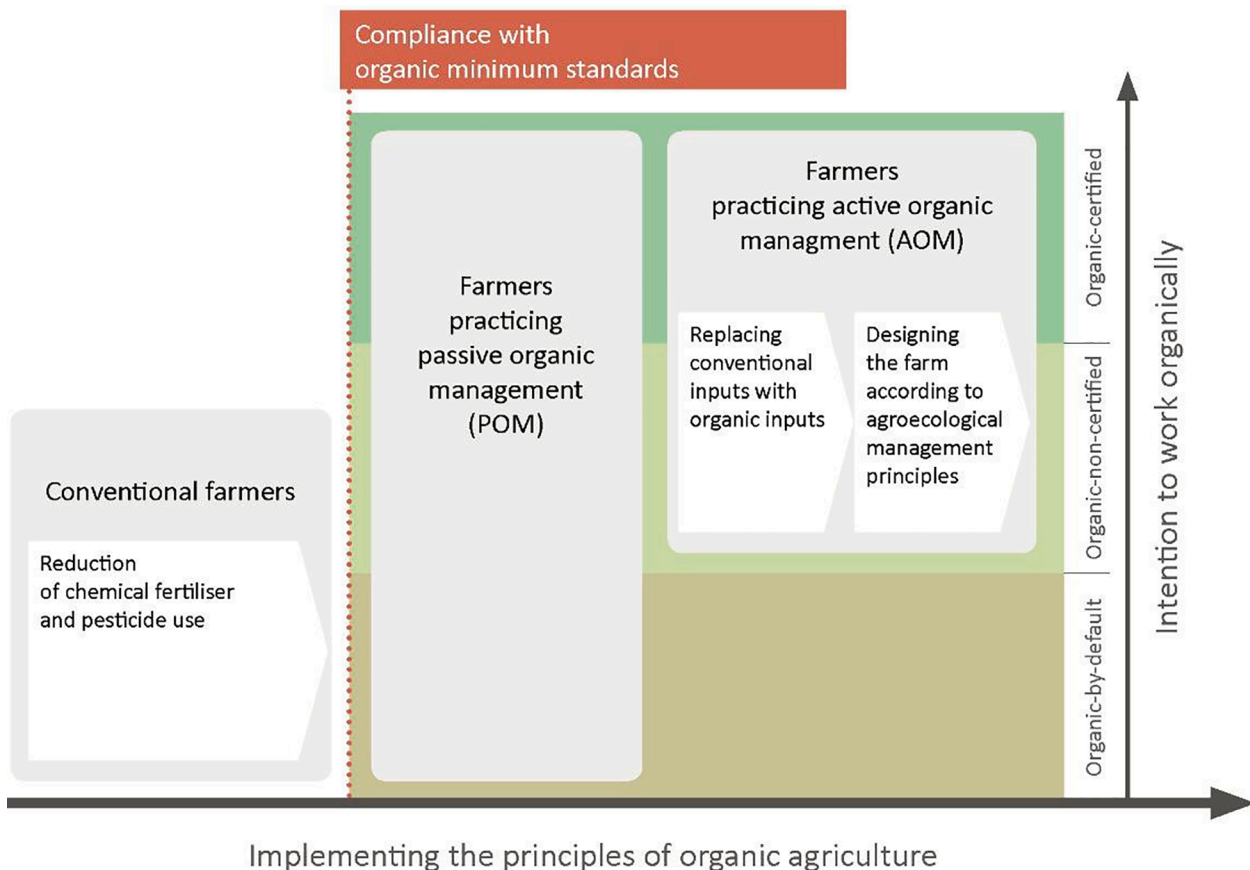 Compliance with
organic minimum standards
Farmers
practicing passive organic
management
(POM)
Farmers
practicing active organic
managment (AOM)
Replacing
conventional
inputs with
organic inputs
Designing
the farm
according to
agroecological
management
principles
Conventional farmers
Reduction
of chemical fertiliser
and pesticide use
Organic-certified
Organic-non-certified
Organic-by-default
Intention to work organically
Implementing the principles of organic agriculture